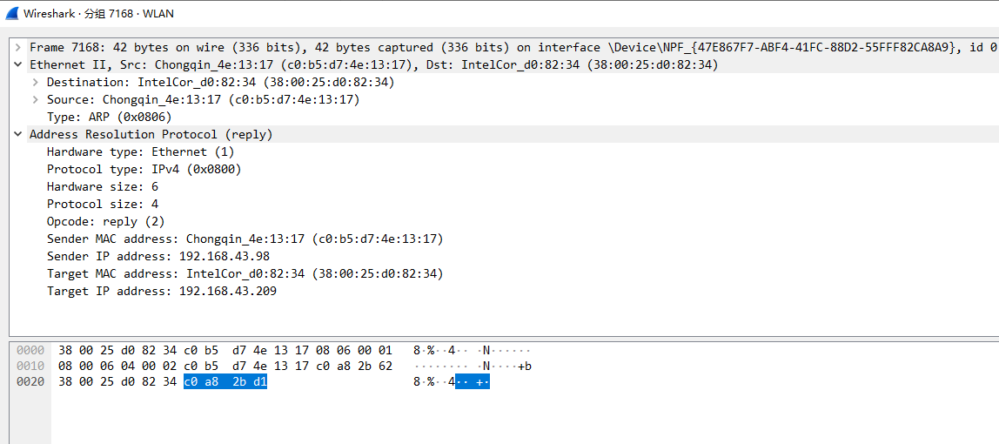 Wireshark · 分组 7168 · WLAN
Frame 7168: 42 bytes on wire (336 bits), 42 bytes captured (336 bits) on interface \Device\NPF_{47E867F7-ABF4-41FC-88D2-55FFF82CA8A9}, id 0
Ethernet II, Src: Chongqin_4e:13:17 (c0:b5:d7:4e:13:17), Dst: IntelCor_d0:82:34 (38:00:25:d0:82:34)
Destination: IntelCor_d0:82:34 (38:00:25:d0:82:34)
Source: Chongqin_4e:13:17 (c0:b5:d7:4e:13:17)
Type: ARP (0x0806)
Address Resolution Protocol (reply)
Hardware type: Ethernet (1)
Protocol type: IPv4 (0x0800)
Hardware size: 6
Protocol size: 4
Opcode: reply (2)
Sender MAC address: Chongqin_4e:13:17 (c0:b5:d7:4e:13:17)
Sender IP address: 192.168.43.98
Target MAC address: IntelCor_d0:82:34 (38:00:25:d0:82:34)
Target IP address: 192.168.43.209
0000 38 00 25 d0 82 34 c0 b5 d7 4e 13 17 08 06 00 01 8·%··4·· ·N······
0010 08 00 06 04 00 02 c0 b5 d7 4e 13 17 c0 a8 2b 62 ········ ·N····+b
0020 38 00 25 d0 82 34 c0 a8 2b d1 8·%··4·· +·